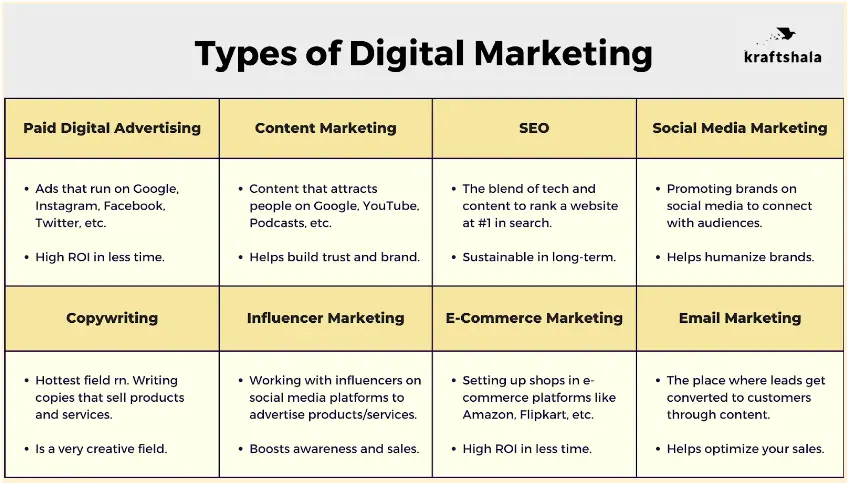 Types of Digital Marketing
kraftshala
Paid Digital Advertising
Content Marketing
SEO
Social Media Marketing
• Ads that run on Google,
Instagram, Facebook,
Twitter, etc.
• High ROI in less time.
• Content that attracts
people on Google, YouTube,
Podcasts, etc.
• Helps build trust and brand.
• The blend of tech and
content to rank a website
at #1 in search.
• Sustainable in long-term.
• Promoting brands on
social media to connect
with audiences.
• Helps humanize brands.
Copywriting
Influencer Marketing
E-Commerce Marketing
Email Marketing
• Hottest field rn. Writing
copies that sell products
and services.
• Is a very creative field.
• Working with influencers on
social media platforms to
advertise products/services.
• Boosts awareness and sales.
• Setting up shops in e-
commerce platforms like
Amazon, Flipkart, etc.
• High ROI in less time.
• The place where leads get
converted to customers
through content.
• Helps optimize your sales.